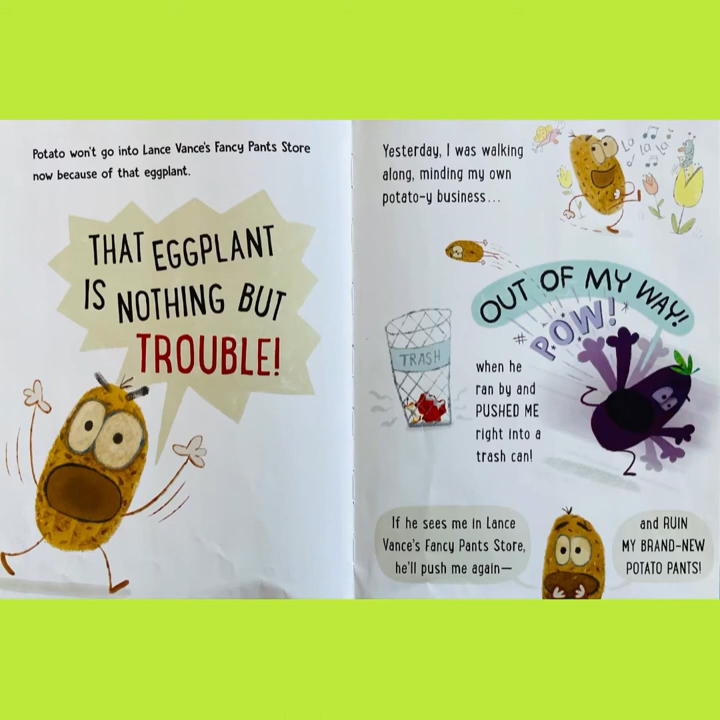 Potato won't go into Lance Vance's Fancy Pants Store
now because of that eggplant.
THAT EGGPLANT
IS NOTHING BUT
TROUBLE!
Yesterday, I was walking
along, minding my own
potato-y business...
La la la
OUT OF MY WAY!
POW!
TRASH
when he
ran by and
PUSHED ME
right into a
trash can!
If he sees me in Lance
Vance's Fancy Pants Store,
he'll push me again—
and RUIN
MY BRAND-NEW
POTATO PANTS!